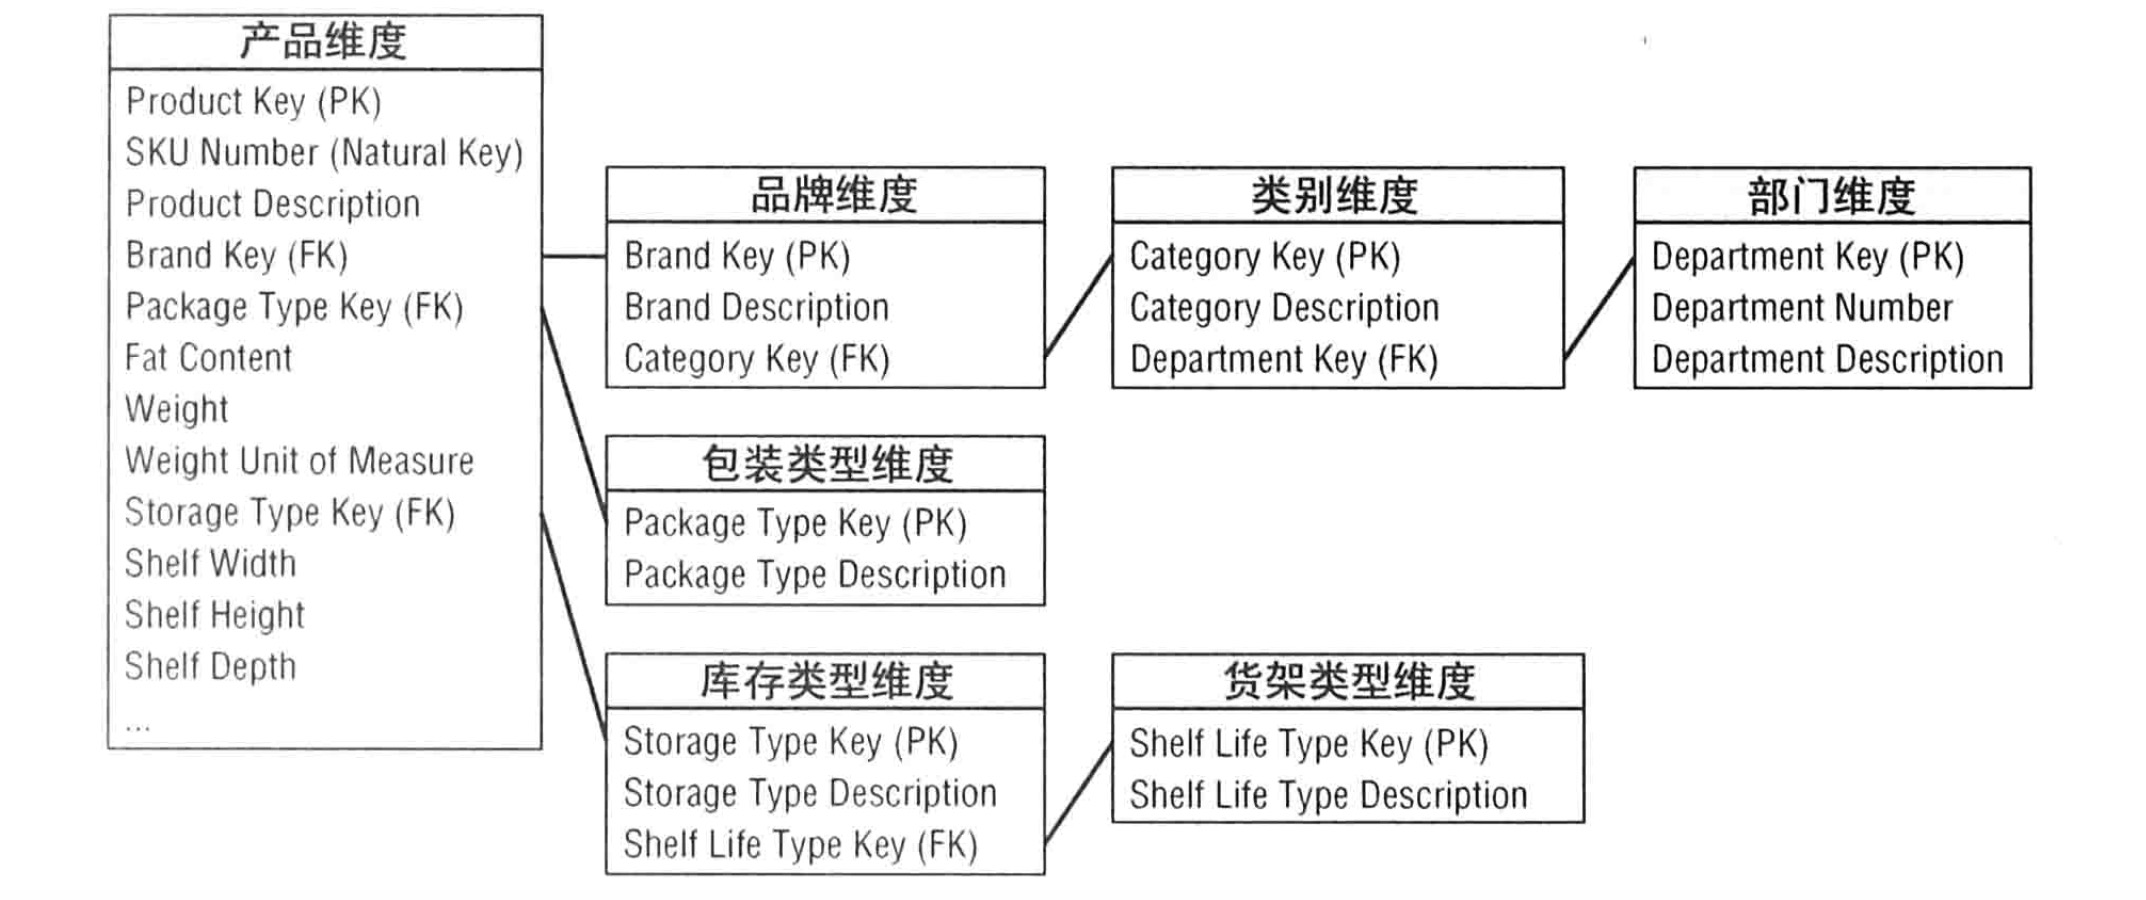 产品维度
Product Key (PK)
SKU Number (Natural Key)
Product Description
Brand Key (FK)
Package Type Key (FK)
Fat Content
Weight
Weight Unit of Measure
Storage Type Key (FK)
Shelf Width
Shelf Height
Shelf Depth
...
品牌维度
Brand Key (PK)
Brand Description
Category Key (FK)
类别维度
Category Key (PK)
Category Description
Department Key (FK)
部门维度
Department Key (PK)
Department Number
Department Description
包装类型维度
Package Type Key (PK)
Package Type Description
库存类型维度
Storage Type Key (PK)
Storage Type Description
Shelf Life Type Key (FK)
货架类型维度
Shelf Life Type Key (PK)
Shelf Life Type Description